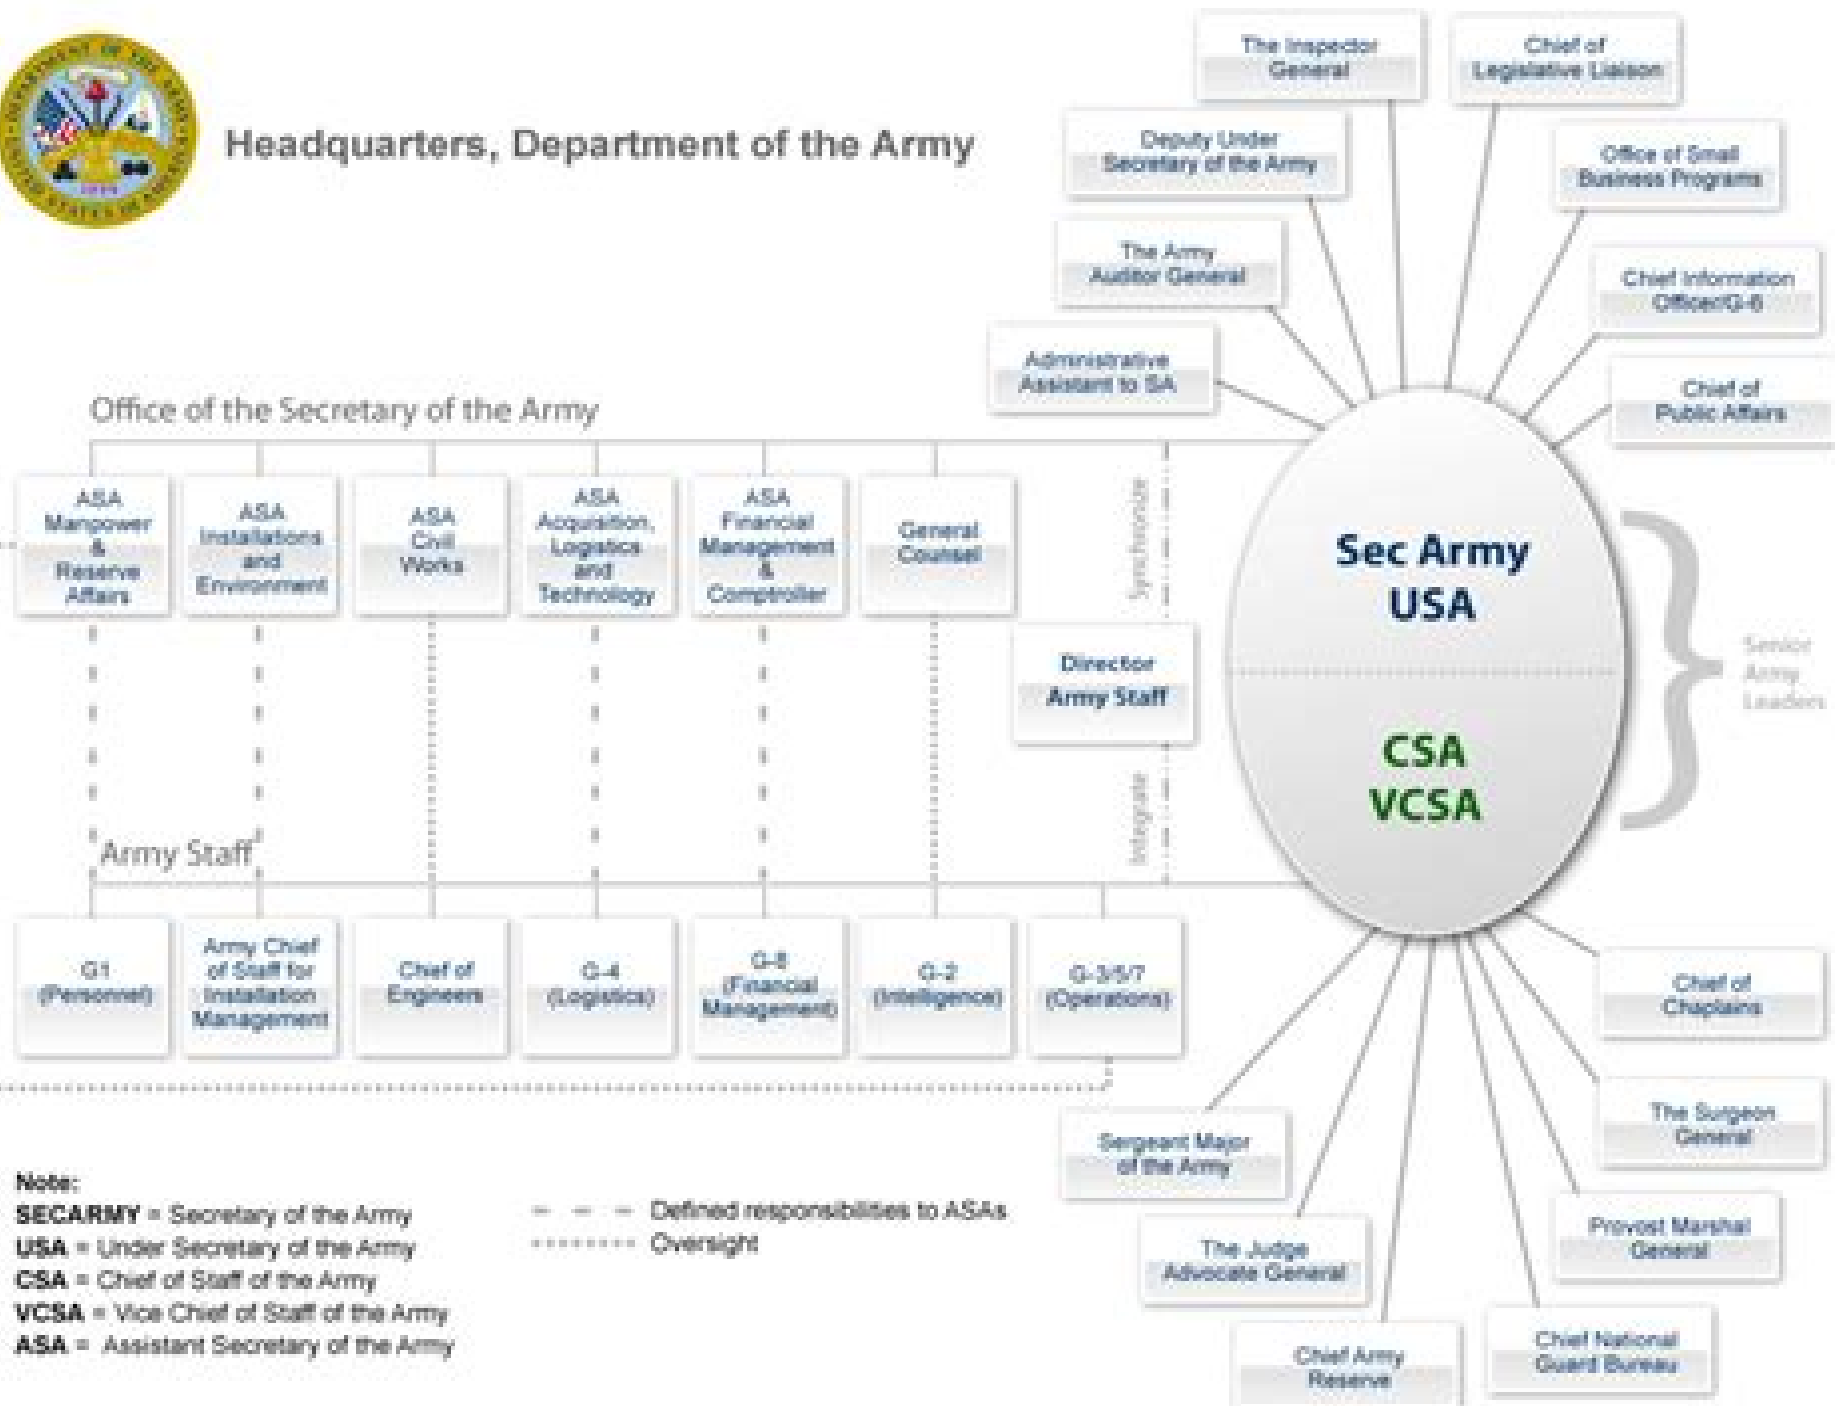 Headquarters, Department of the Army
The Inspector
General
Chief of
Legislative Liaison
Deputy Under
Secretary of the Army
Office of Small
Business Programs
The Army
Auditor General
Chief Information
Officer/G-6
Administrative
Assistant to SA
Chief of
Public Affairs
Office of the Secretary of the Army
ASA
Manpower
&
Reserve
Affairs
ASA
Installations
and
Environment
ASA
Civil
Works
ASA
Acquisition,
Logistics
and
Technology
ASA
Financial
Management
&
Comptroller
General
Counsel
Synchronize
Director
Army Staff
Integrate
Sec Army
USA
CSA
VCSA
Senior
Army
Leaders
Army Staff
G1
(Personnel)
Army Chief
of Staff for
Installation
Management
Chief of
Engineers
G-4
(Logistics)
G-8
(Financial
Management)
G-2
(Intelligence)
G-3/5/7
(Operations)
Chief of
Chaplains
The Surgeon
General
Sergeant Major
of the Army
Provost Marshal
General
The Judge
Advocate General
Chief National
Guard Bureau
Chief Army
Reserve
Note:
SECARMY = Secretary of the Army
USA = Under Secretary of the Army
CSA = Chief of Staff of the Army
VCSA = Vice Chief of Staff of the Army
ASA = Assistant Secretary of the Army
Defined responsibilities to ASAs
Oversight